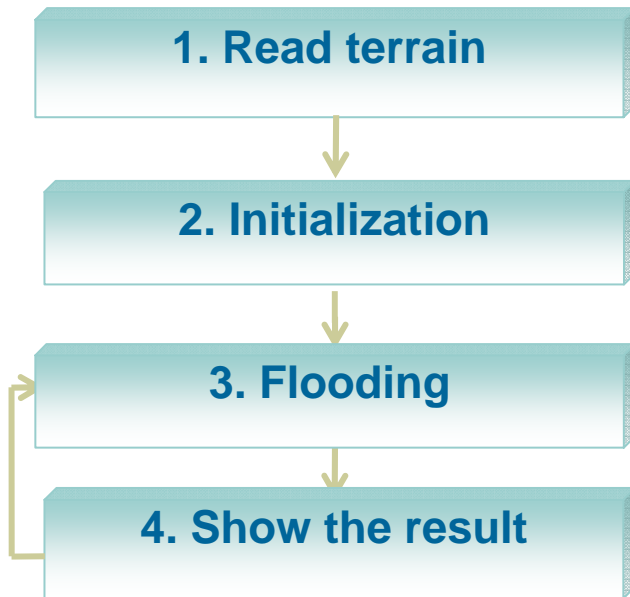 1. Read terrain
2. Initialization
3. Flooding
4. Show the result